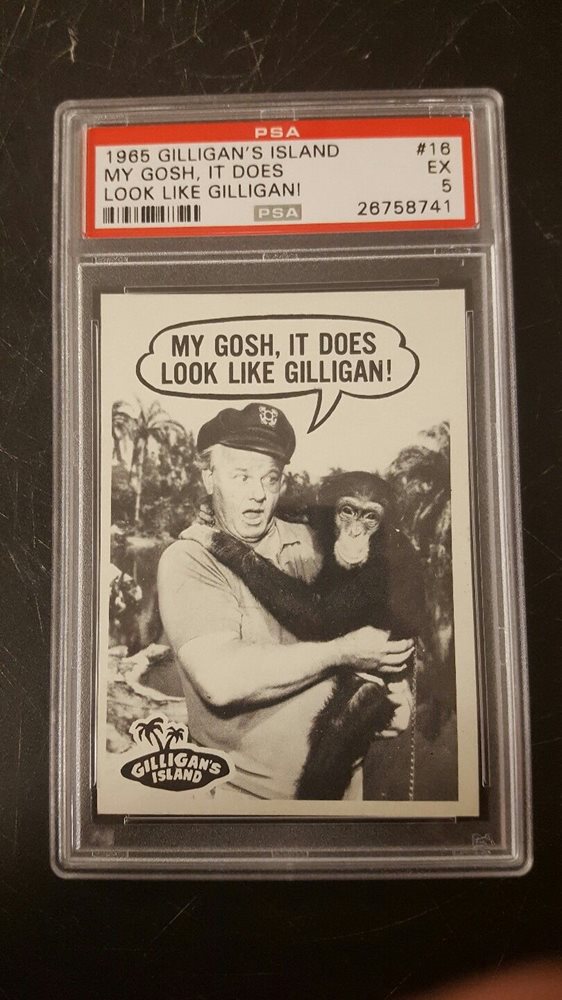 PSA
1965 GILLIGAN'S ISLAND #16
MY GOSH, IT DOES EX
LOOK LIKE GILLIGAN! 5
PSA 26758741
MY GOSH, IT DOES
LOOK LIKE GILLIGAN!
GILLIGAN'S
ISLAND